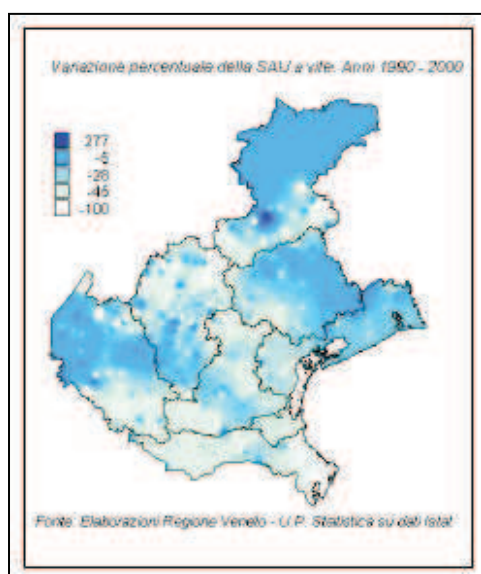 Variazione percentuale della SAU a vite. Anni 1990 - 2000
277
-5
-28
-45
-100
Fonte: Elaborazioni Regione Veneto - U.P. Statistica su dati Istat